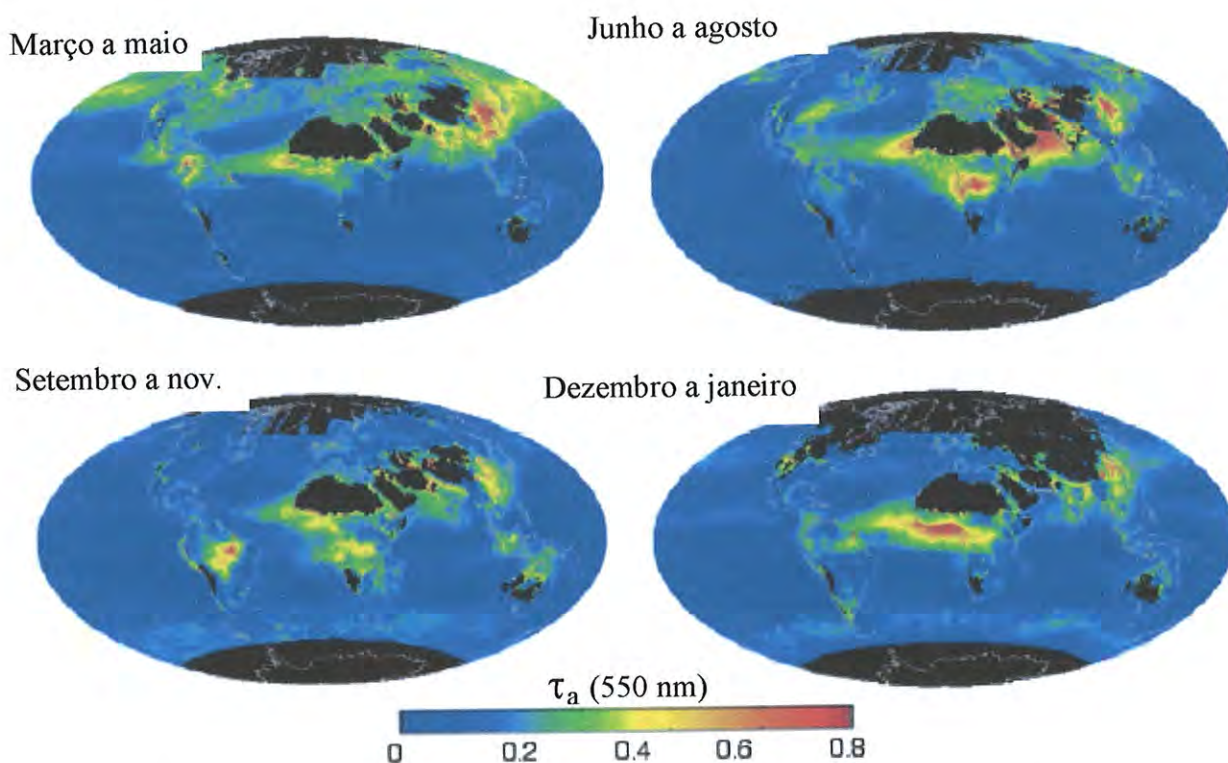 Março a maio
Junho a agosto
Setembro a nov.
Dezembro a janeiro
τa (550 nm)
0 0.2 0.4 0.6 0.8